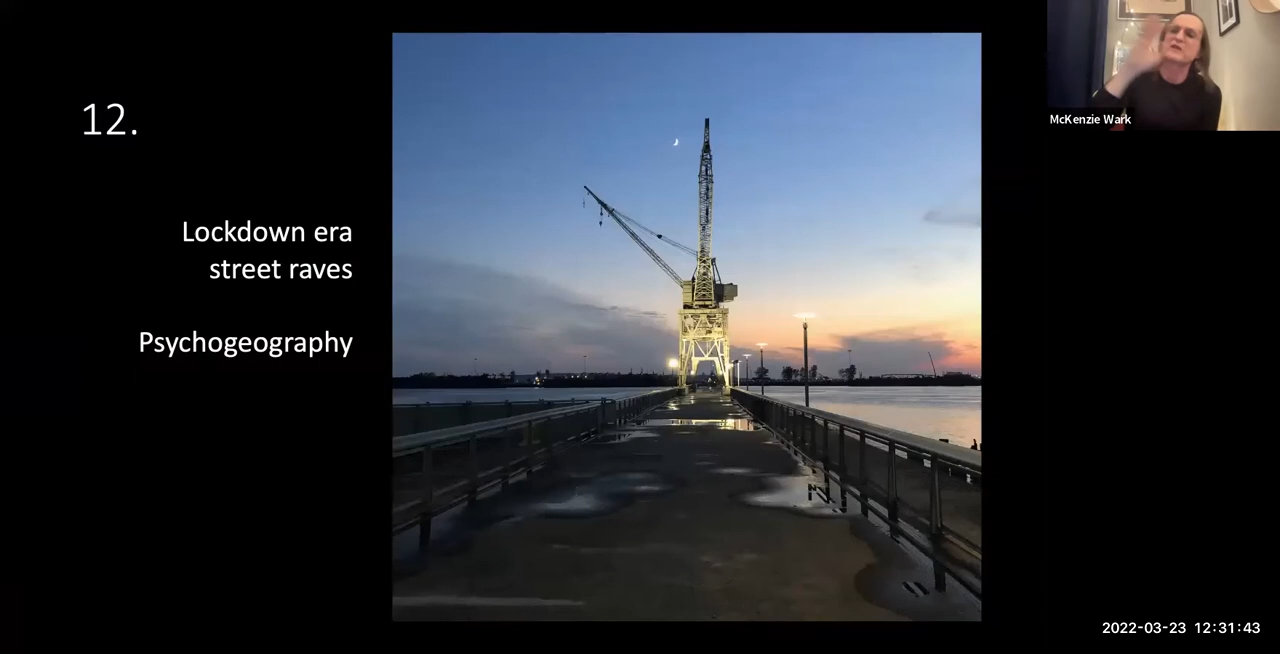 12.
Lockdown era
street raves
Psychogeography
McKenzie Wark
2022-03-23 12:31:43